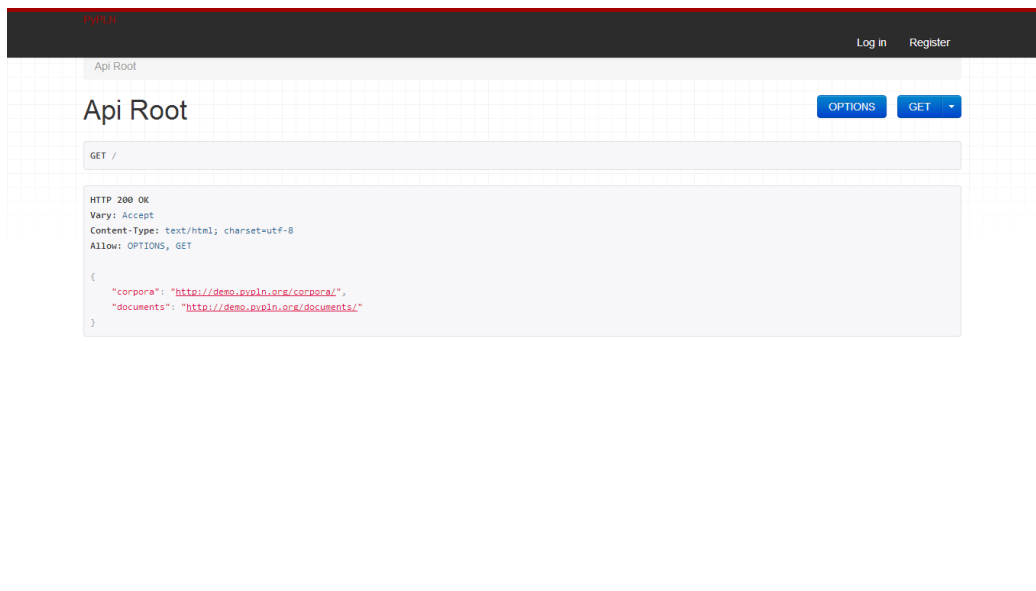 PyPLN
Log in Register
Api Root
Api Root
OPTIONS GET
GET /
HTTP 200 OK
Vary: Accept
Content-Type: text/html; charset=utf-8
Allow: OPTIONS, GET
{
"corpora": "http://demo.pypln.org/corpora/",
"documents": "http://demo.pypln.org/documents/"
}